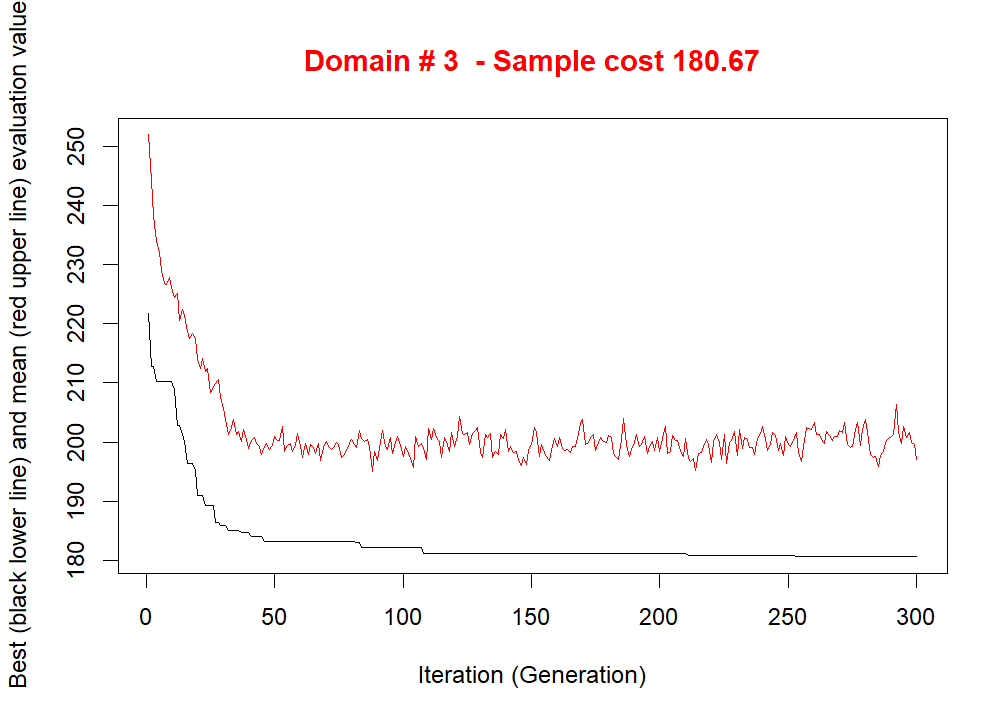 Domain # 3  - Sample cost 180.67
Best (black lower line) and mean (red upper line) evaluation value
250
240
230
220
210
200
190
180
0 50 100 150 200 250 300
Iteration (Generation)